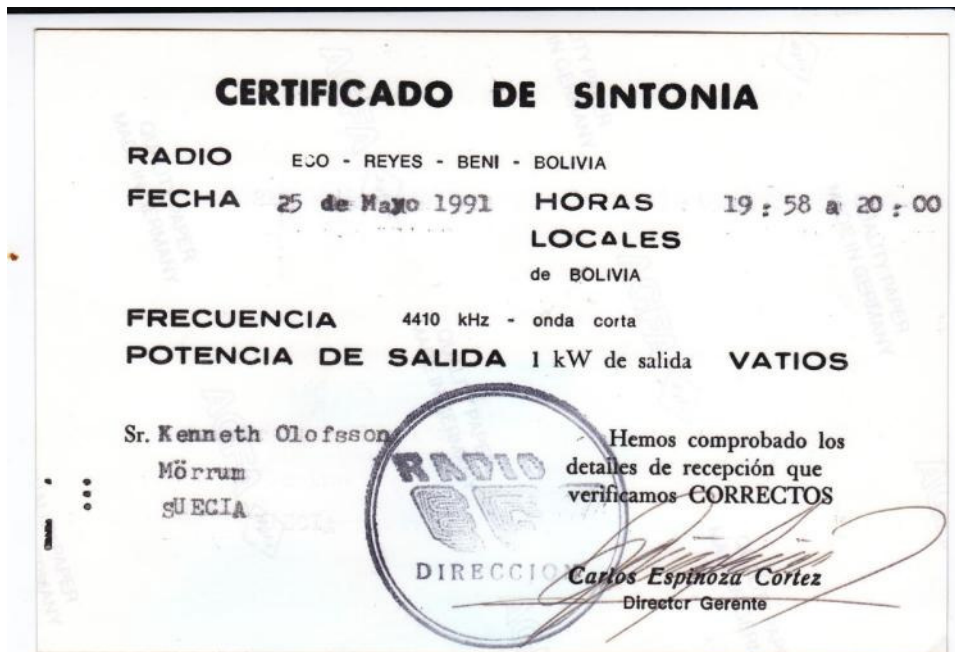 CERTIFICADO DE SINTONIA
RADIO ECO - REYES - BENI - BOLIVIA
FECHA 25 de Mayo 1991 HORAS 19:58 a 20:00
LOCALES
de BOLIVIA
FRECUENCIA 4410 kHz - onda corta
POTENCIA DE SALIDA 1 kW de salida VATIOS
Sr. Kenneth Olofsson
Mörrum
SUECIA
RADIO
ECO
DIRECCION
Hemos comprobado los
detalles de recepción que
verificamos CORRECTOS
Carlos Espinoza Cortez
Director Gerente